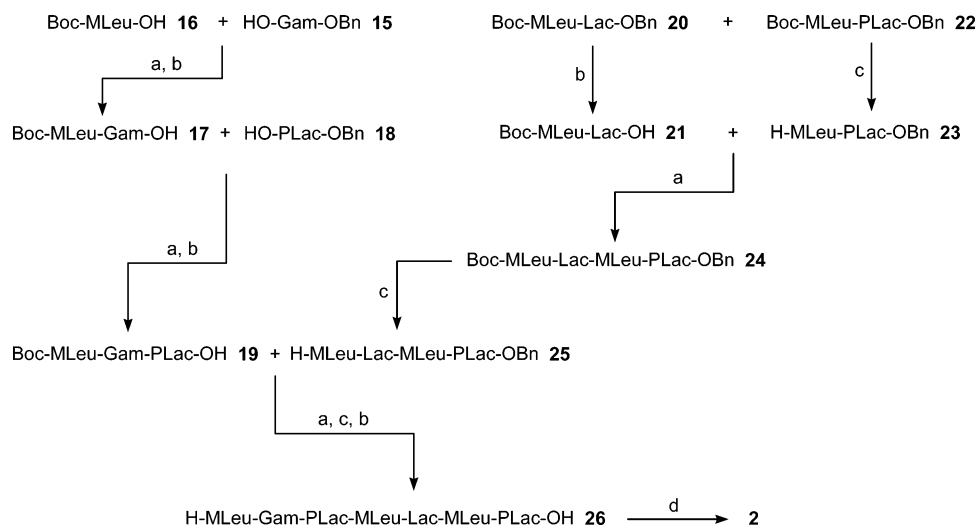 Boc-MLeu-OH 16 + HO-Gam-OBn 15
Boc-MLeu-Lac-OBn 20 + Boc-MLeu-PLac-OBn 22
a, b
b
c
Boc-MLeu-Gam-OH 17 + HO-PLac-OBn 18
Boc-MLeu-Lac-OH 21 + H-MLeu-PLac-OBn 23
a
a, b
Boc-MLeu-Lac-MLeu-PLac-OBn 24
c
Boc-MLeu-Gam-PLac-OH 19 + H-MLeu-Lac-MLeu-PLac-OBn 25
a, c, b
H-MLeu-Gam-PLac-MLeu-Lac-MLeu-PLac-OH 26 d 2